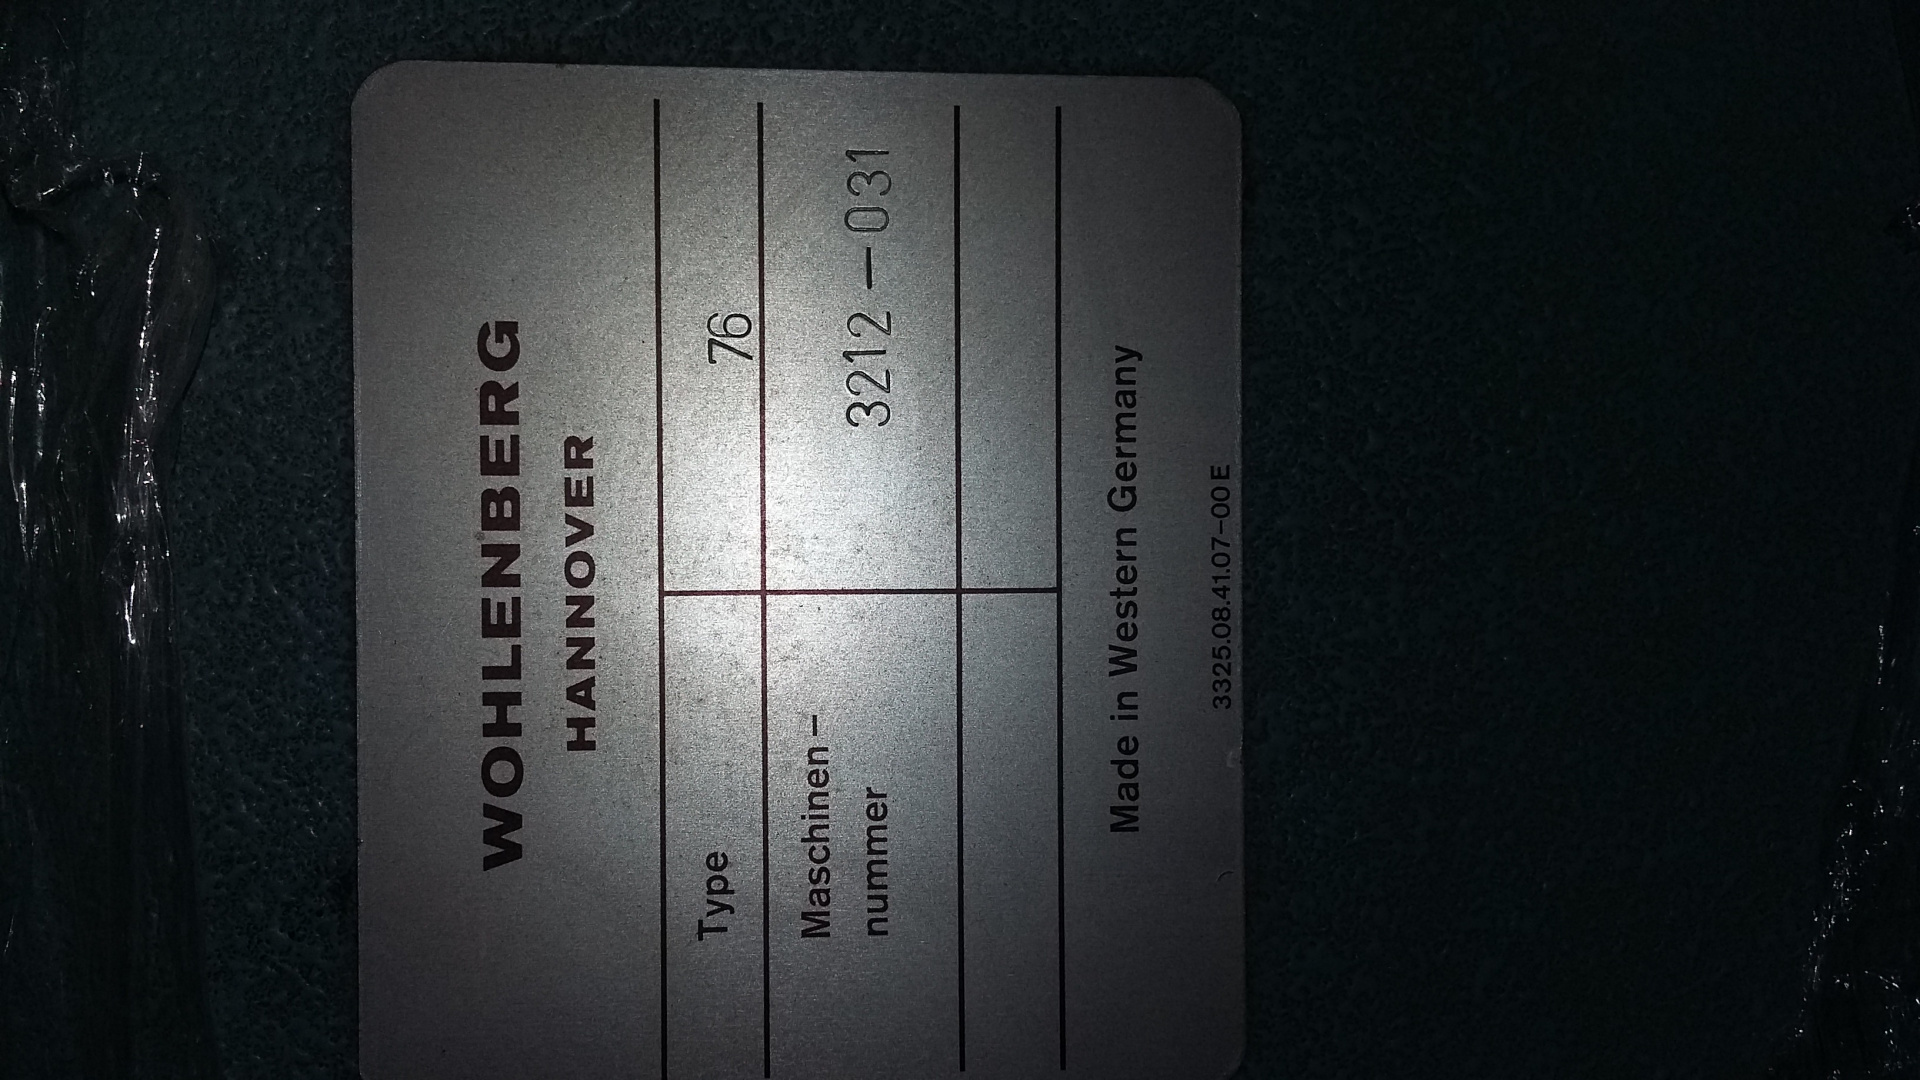 WOHLENBERG
HANNOVER
Type 76
Maschinen-
nummer 3212-031
Made in Western Germany
3325.08.41.07-00 E